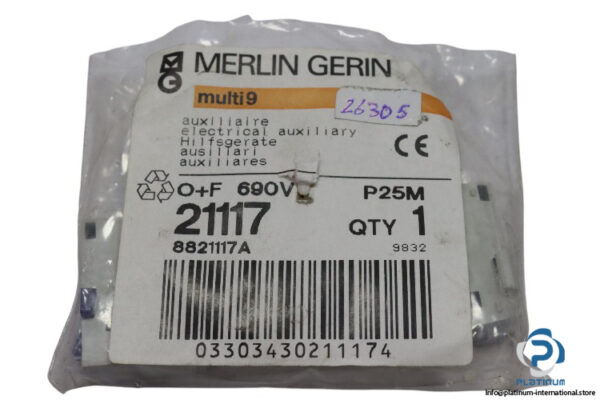 MERLIN GERIN
multi9
26305
auxiliaire
electrical auxiliary
Hilfsgerate
ausiliari
auxiliares
CE
O+F 690V P25M
21117 QTY 1
8821117A 9832
03303430211174
PLATINUM
info@platinum-international.store